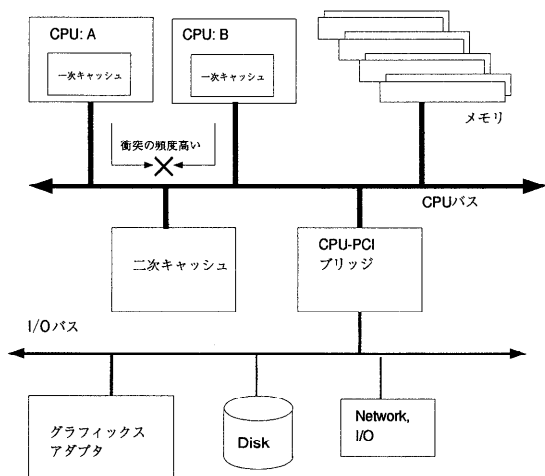 CPU: A
一次キャッシュ
CPU: B
一次キャッシュ
メモリ
衝突の頻度高い
CPUバス
二次キャッシュ
CPU-PCI
ブリッジ
I/Oバス
グラフィックス
アダプタ
Disk
Network,
I/O